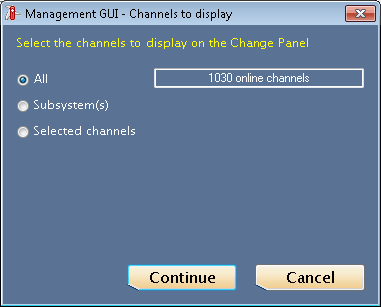 Management GUI - Channels to display
Select the channels to display on the Change Panel
All
1030 online channels
Subsystem(s)
Selected channels
Continue
Cancel